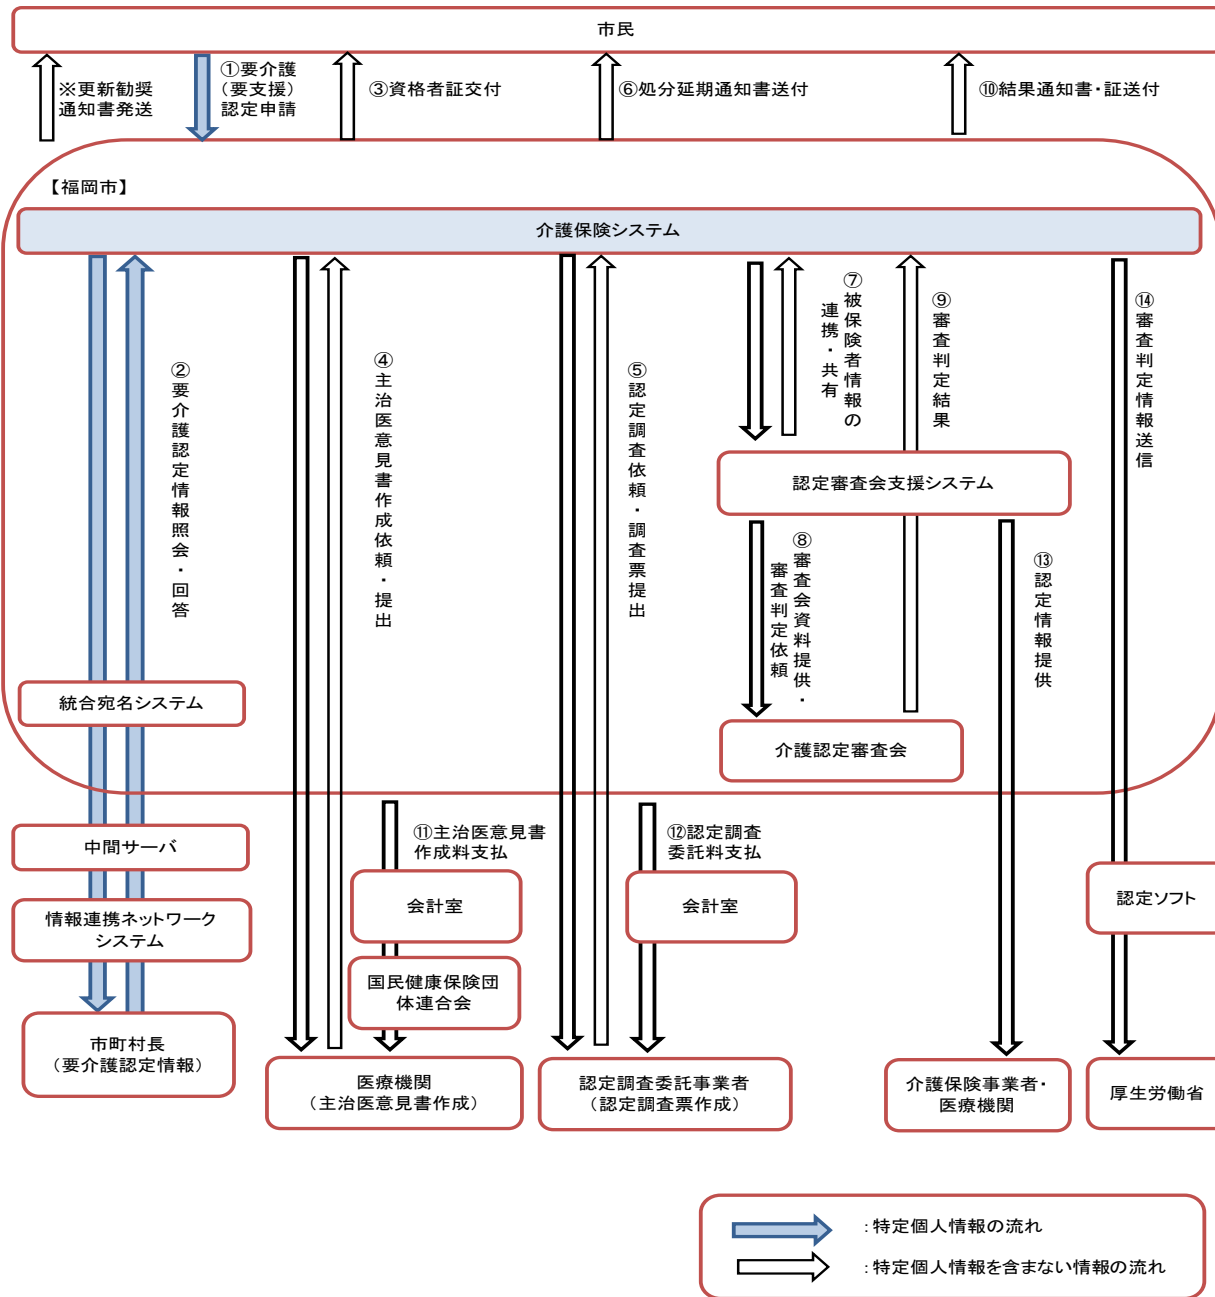 市民
※更新勧奨
通知書発送
①要介護
(要支援)
認定申請
③資格者証交付
⑥処分延期通知書送付
⑩結果通知書・証送付
【福岡市】
介護保険システム
②要介護認定情報照会・回答
④主治医意見書作成依頼・提出
⑤認定調査依頼・調査票提出
⑦被保険者情報の
連携・共有
⑨審査判定結果
⑭審査判定情報送信
認定審査会支援システム
⑧審査会資料提供・
審査判定依頼
⑬認定情報提供
統合宛名システム
介護認定審査会
中間サーバ
⑪主治医意見書
作成料支払
⑫認定調査
委託料支払
会計室
会計室
認定ソフト
情報連携ネットワーク
システム
国民健康保険団
体連合会
市町村長
(要介護認定情報)
医療機関
(主治医意見書作成)
認定調査委託事業者
(認定調査票作成)
介護保険事業者・
医療機関
厚生労働省
:特定個人情報の流れ
:特定個人情報を含まない情報の流れ